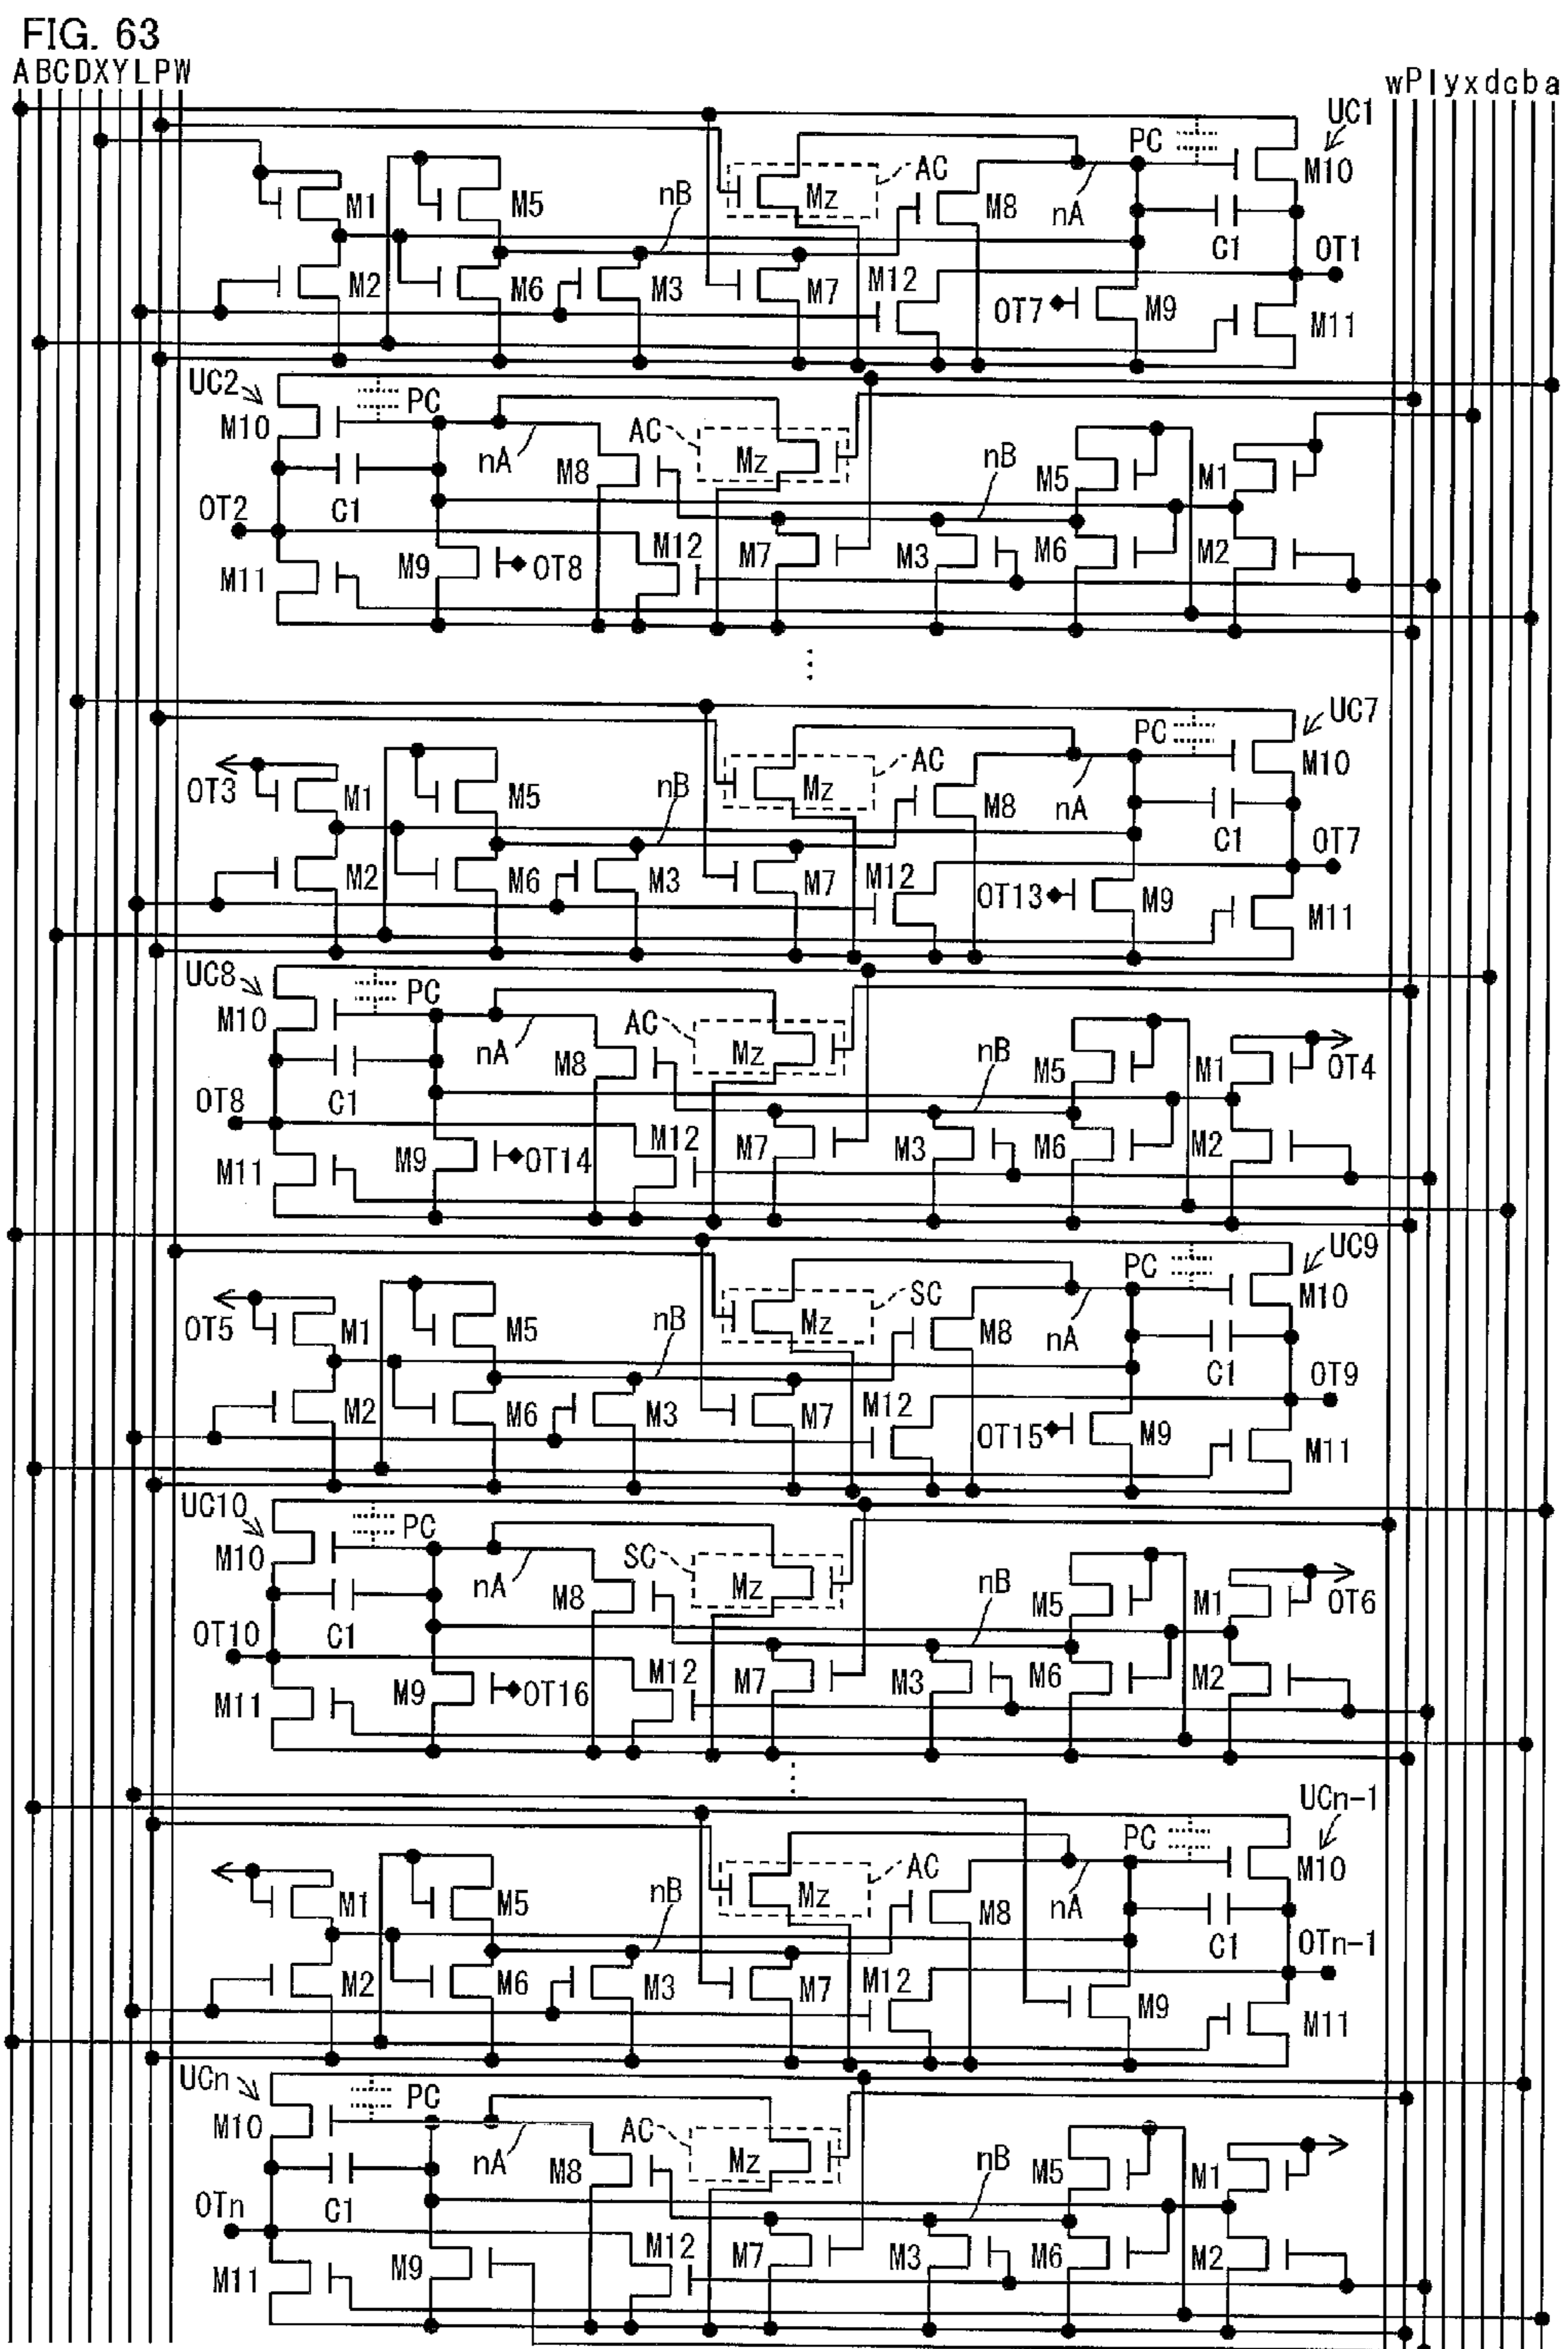 FIG. 63
A B C D X Y L P W
w P l y x d c b a
UC1
PC
M10
AC
Mz
M1
M5
nB
M8
nA
C1
OT1
M2
M6
M3
M7
M12
OT7
M9
M11
UC2
PC
M10
AC
Mz
nA
M8
nB
M5
M1
C1
OT2
M12
M9
OT8
M7
M3
M6
M2
M11
UC7
PC
M10
AC
Mz
OT3
M1
M5
nB
M8
nA
C1
OT7
M2
M6
M3
M7
M12
OT13
M9
M11
UC8
PC
M10
AC
Mz
nA
M8
nB
M5
M1
OT4
C1
OT8
M12
M9
OT14
M7
M3
M6
M2
M11
UC9
PC
M10
SC
Mz
OT5
M1
M5
nB
M8
nA
C1
OT9
M2
M6
M3
M7
M12
OT15
M9
M11
UC10
PC
M10
SC
Mz
nA
M8
nB
M5
M1
OT6
C1
OT10
M12
M9
OT16
M7
M3
M6
M2
M11
UCn-1
PC
M10
AC
Mz
M1
M5
nB
M8
nA
C1
OTn-1
M2
M6
M3
M7
M12
M9
M11
UCn
PC
M10
AC
Mz
nA
M8
nB
M5
M1
C1
OTn
M12
M9
M7
M3
M6
M2
M11